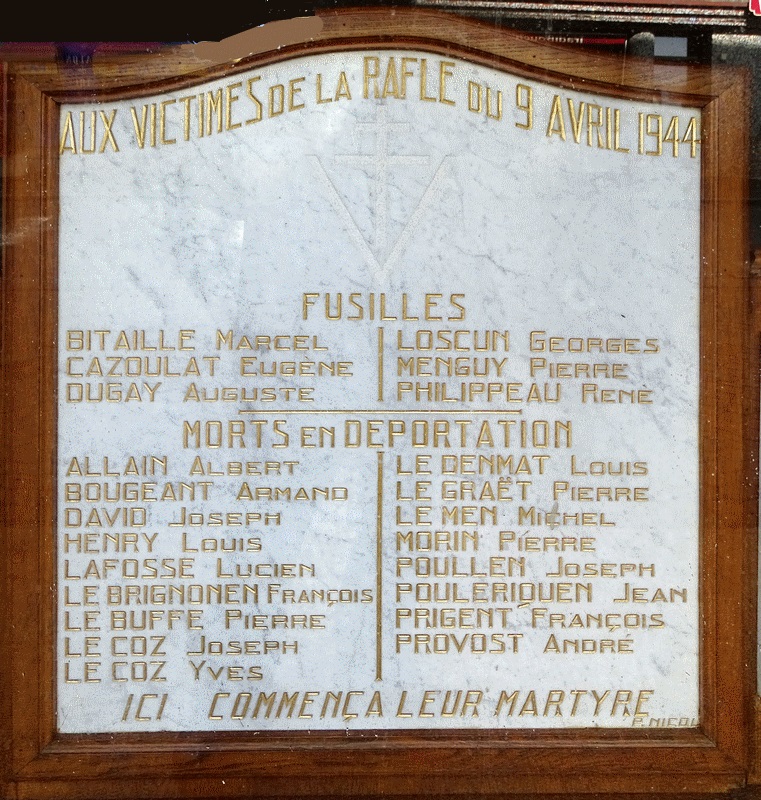 AUX VICTIMES DE LA RAFLE DU 9 AVRIL 1944
FUSILLES
BITAILLE MARCEL
CAZOULAT EUGÈNE
DUGAY AUGUSTE
LOSCUN GEORGES
MENGUY PIERRE
PHILIPPEAU RENÉ
MORTS EN DEPORTATION
ALLAIN ALBERT
BOUGEANT ARMAND
DAVID JOSEPH
HENRY LOUIS
LAFOSSE LUCIEN
LE BRIGNONEN FRANÇOIS
LE BUFFE PIERRE
LE COZ JOSEPH
LE COZ YVES
LE DENMAT LOUIS
LE GRAËT PIERRE
LE MEN MICHEL
MORIN PIERRE
POULLEN JOSEPH
POULERIQUEN JEAN
PRIGENT FRANÇOIS
PROVOST ANDRÉ
ICI COMMENÇA LEUR MARTYRE